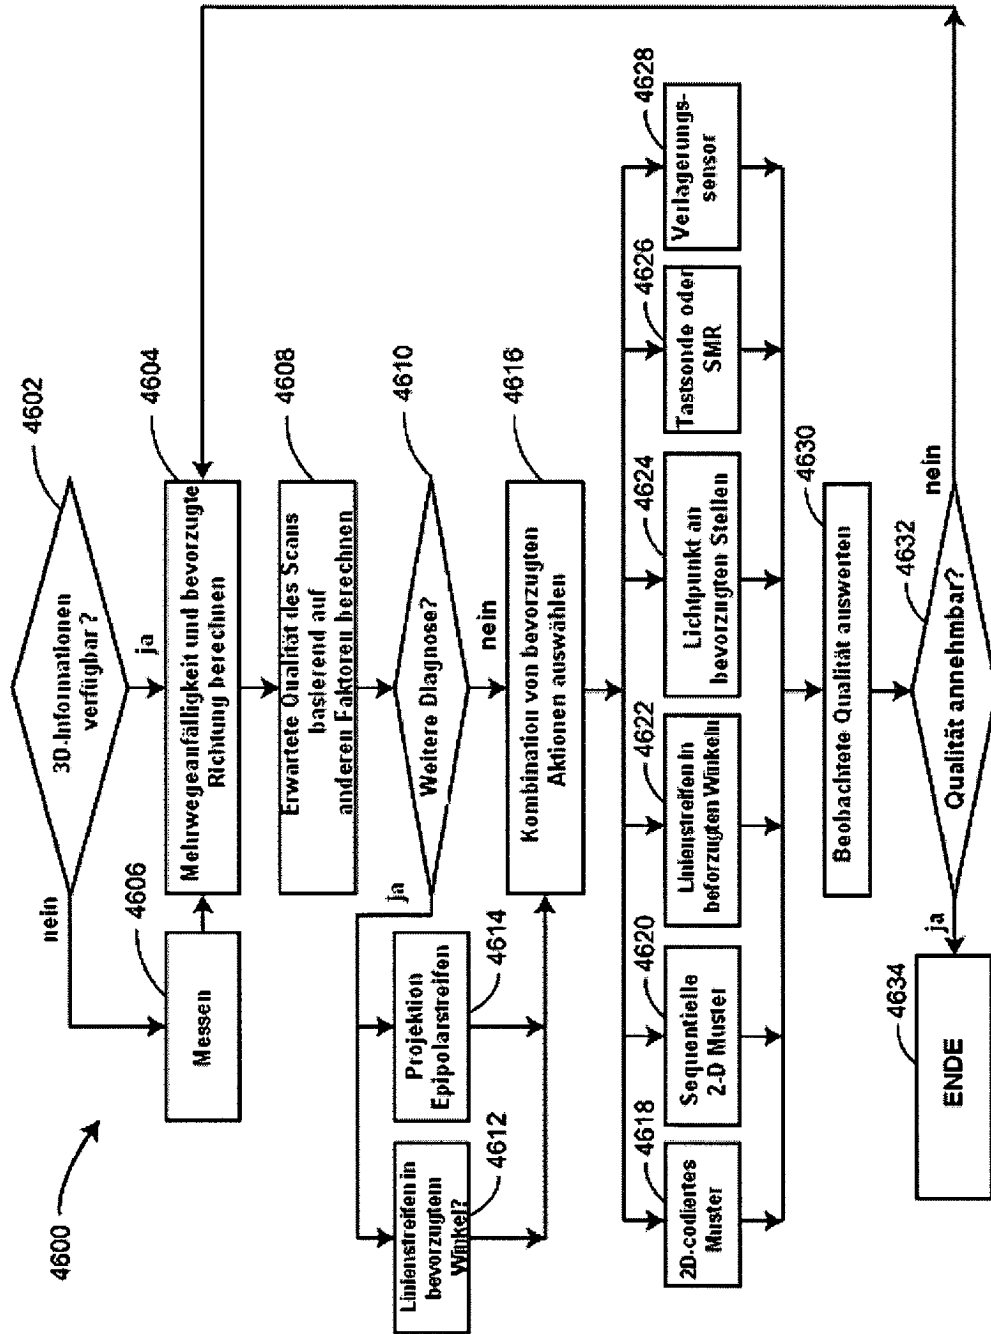 4600
4602
3D-Informationen
verfügbar?
nein
ja
4606
Messen
4604
Mehrwegeanfälligkeit und bevorzugte
Richtung berechnen
4608
Erwartete Qualität des Scans
basierend auf
anderen Faktoren berechnen
4610
Weitere Diagnose?
ja
nein
4612
Linienstreifen in
bevorzugtem
Winkel?
4614
Projektion
Epipolarstreifen
4616
Kombination von bevorzugten
Aktionen auswählen
4618
2D-codiertes
Muster
4620
Sequentielle
2-D Muster
4622
Linienstreifen in
beforzugten Winkeln
4624
Lichtpunkt an
bevorzugten Stellen
4626
Tastsonde oder
SMR
4628
Verlagerungs-
sensor
4630
Beobachtete Qualität ausweiten
4632
Qualität annehmbar?
ja
nein
4634
ENDE